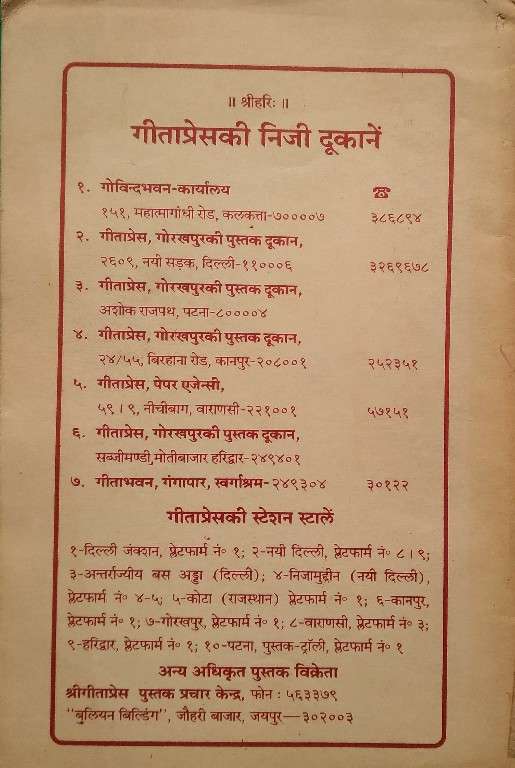 ॥ श्रीहरिः ॥
गीताप्रेसकी निजी दूकानें
१. गोविन्दभवन-कार्यालय ☎
१५१, महात्मागांधी रोड, कलकत्ता-७००००७ ३८६८९४
२. गीताप्रेस, गोरखपुरकी पुस्तक दूकान,
२६०९, नयी सड़क, दिल्ली-११०००६ ३२६९६७८
३. गीताप्रेस, गोरखपुरकी पुस्तक दूकान,
अशोक राजपथ, पटना-८००००४
४. गीताप्रेस, गोरखपुरकी पुस्तक दूकान,
२४/५५, बिरहाना रोड, कानपुर-२०८००१ २५२३५१
५. गीताप्रेस, पेपर एजेन्सी,
५९।९, नीचीबाग, वाराणसी-२२१००१ ५७१५१
६. गीताप्रेस, गोरखपुरकी पुस्तक दूकान,
सब्जीमण्डी,मोतीबाजार हरिद्वार-२४९४०१
७. गीताभवन, गंगापार, स्वर्गाश्रम-२४९३०४ ३०१२२
गीताप्रेसकी स्टेशन स्टालें
१-दिल्ली जंक्शन, प्लेटफार्म नं० १; २-नयी दिल्ली, प्लेटफार्म नं० ८।९;
३-अन्तर्राज्यीय बस अड्डा (दिल्ली); ४-निजामुद्दीन (नयी दिल्ली),
प्लेटफार्म नं० ४-५; ५-कोटा (राजस्थान) प्लेटफार्म नं० १; ६-कानपुर,
प्लेटफार्म नं० १; ७-गोरखपुर, प्लेटफार्म नं० १; ८-वाराणसी, प्लेटफार्म नं० ३;
९-हरिद्वार, प्लेटफार्म नं० १; १०-पटना, पुस्तक-ट्रॉली, प्लेटफार्म नं० १
अन्य अधिकृत पुस्तक विक्रेता
श्रीगीताप्रेस पुस्तक प्रचार केन्द्र, फोन : ५६३३७९
"बुलियन बिल्डिंग", जौहरी बाजार, जयपुर—३०२००३